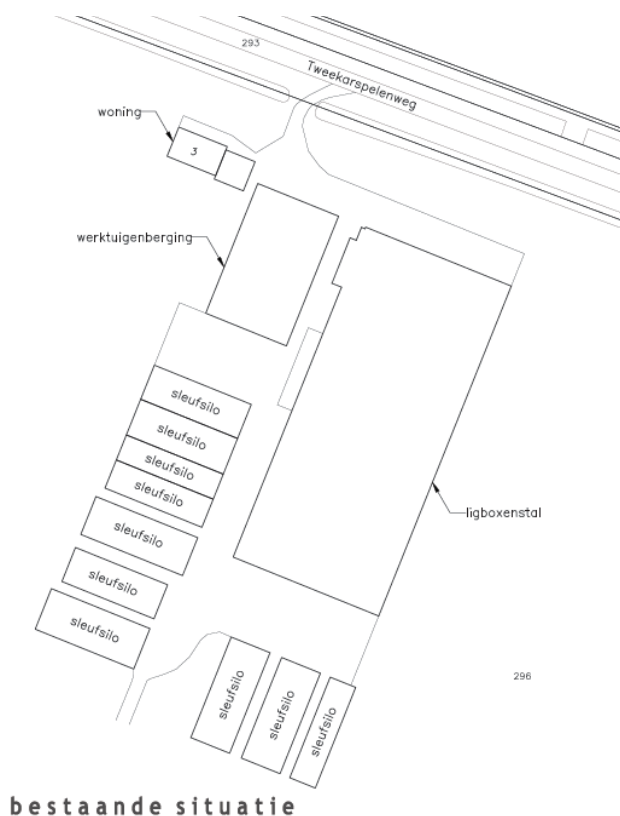 293
Tweekarspelenweg
woning
3
werktuigenberging
sleufsilo
sleufsilo
sleufsilo
sleufsilo
sleufsilo
sleufsilo
sleufsilo
ligboxenstal
sleufsilo
sleufsilo
sleufsilo
296
bestaande situatie